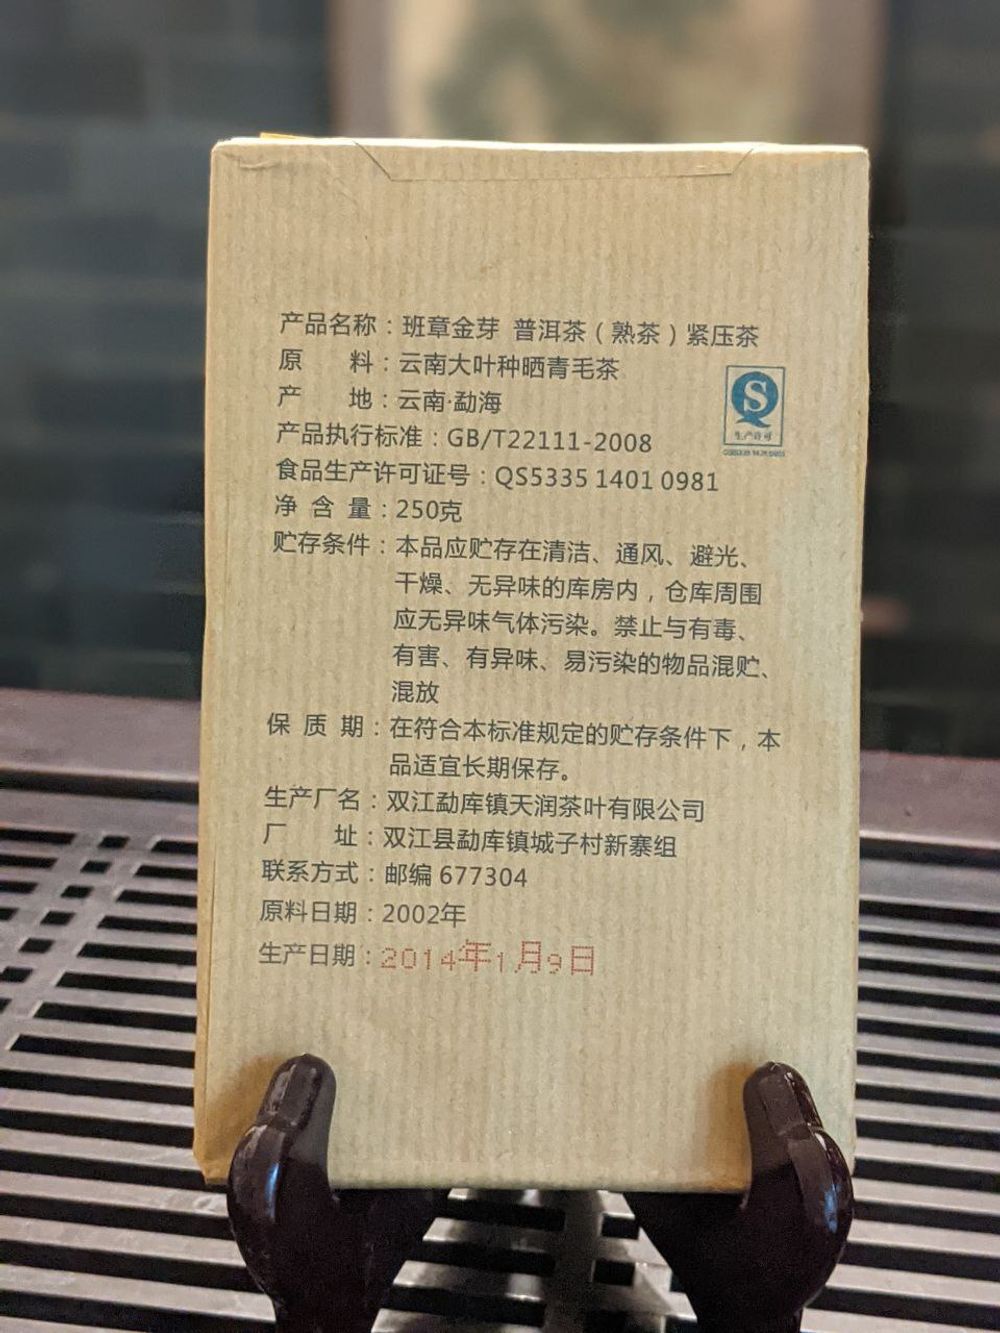 产品名称：班章金芽 普洱茶（熟茶）紧压茶
原 料：云南大叶种晒青毛茶
产 地：云南·勐海
产品执行标准：GB/T22111-2008
食品生产许可证号：QS5335 1401 0981
净 含 量：250克
贮存条件：本品应贮存在清洁、通风、避光、
干燥、无异味的库房内，仓库周围
应无异味气体污染。禁止与有毒、
有害、有异味、易污染的物品混贮、
混放
保 质 期：在符合本标准规定的贮存条件下，本
品适宜长期保存。
生产厂名：双江勐库镇天润茶叶有限公司
厂 址：双江县勐库镇城子村新寨组
联系方式：邮编 677304
原料日期：2002年
生产日期：2014年1月9日
QS
生产许可